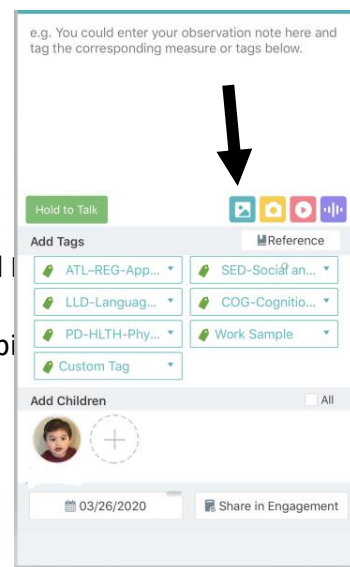 e.g. You could enter your observation note here and
tag the corresponding measure or tags below.
Hold to Talk
Add Tags
Reference
ATL–REG-App...
SED-Social an...
LLD-Languag...
COG-Cognitio...
PD-HLTH-Phy...
Work Sample
Custom Tag
Add Children
All
03/26/2020
Share in Engagement